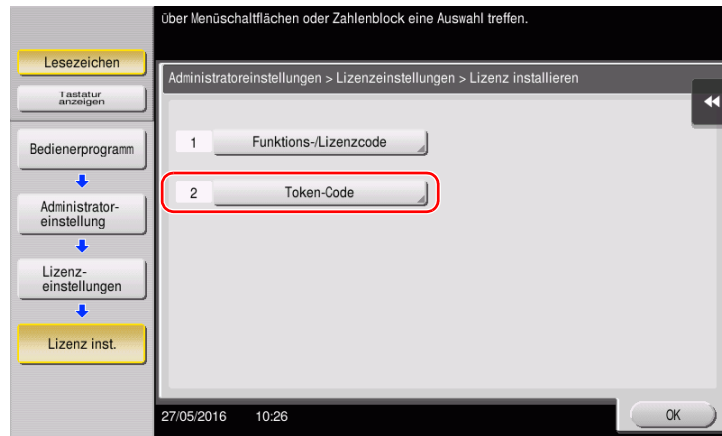 über Menüschaltflächen oder Zahlenblock eine Auswahl treffen.
Lesezeichen
Tastatur
anzeigen
Administratoreinstellungen > Lizenzeinstellungen > Lizenz installieren
1 Funktions-/Lizenzcode
2 Token-Code
Bedienerprogramm
Administrator-
einstellung
Lizenz-
einstellungen
Lizenz inst.
27/05/2016 10:26
OK